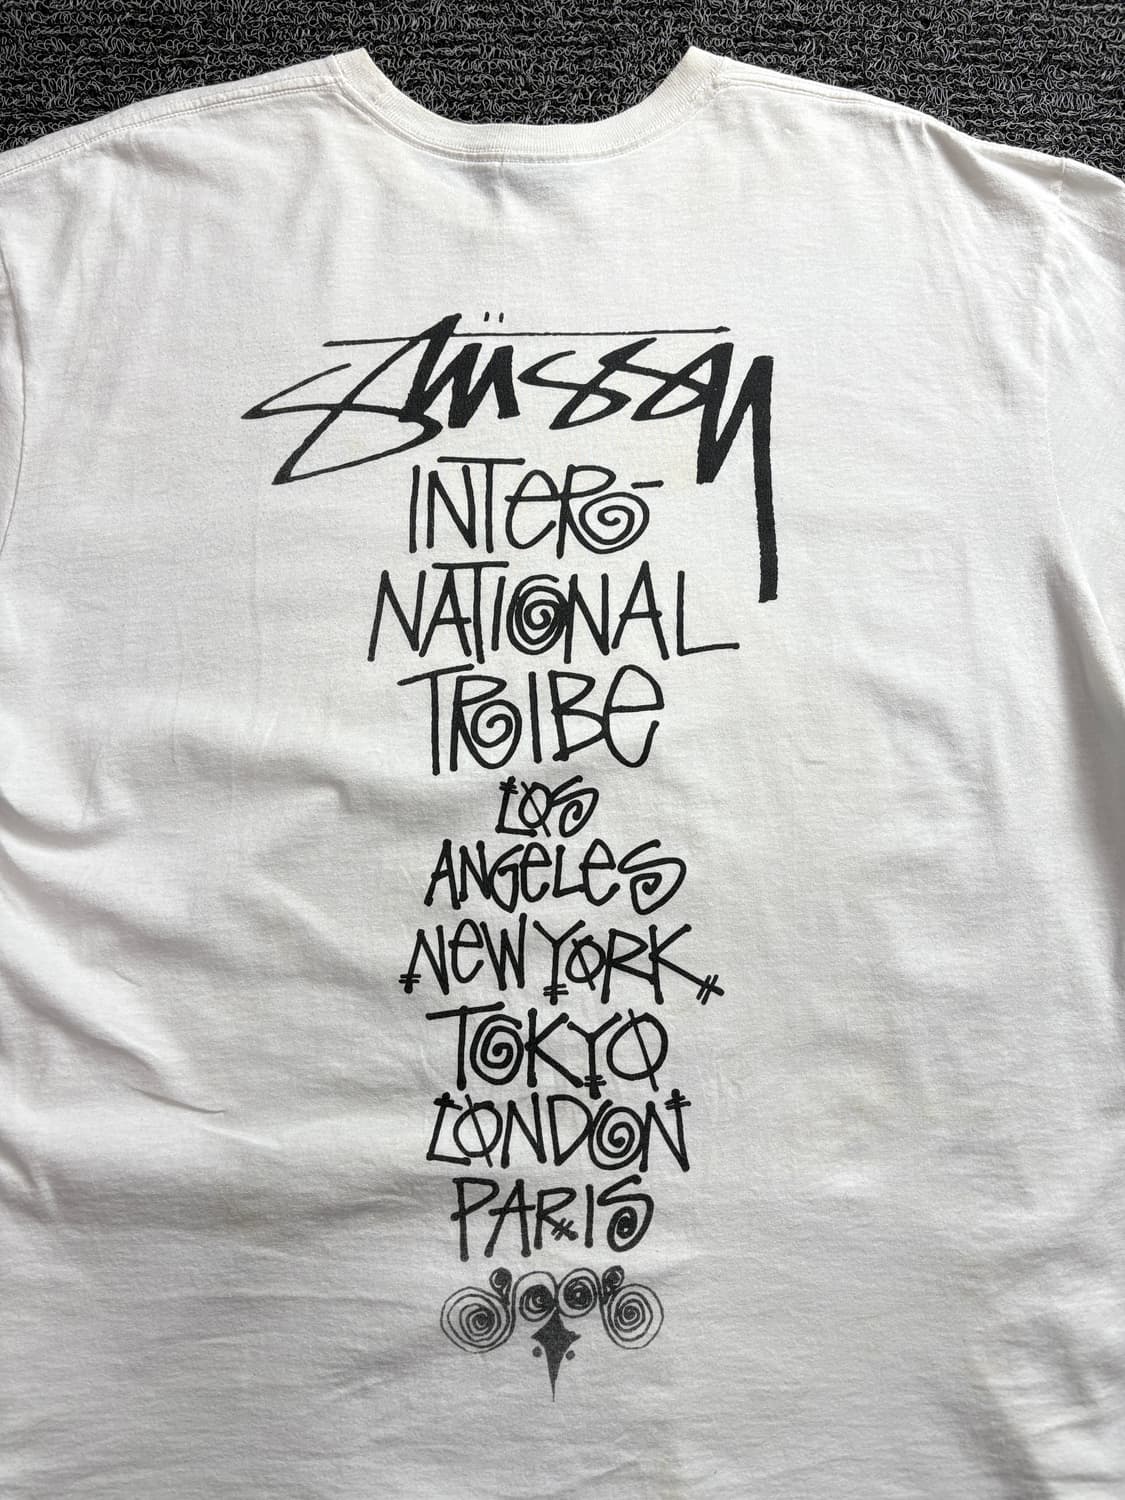 Stüssy
INTER-
NATIONAL
TRIBE
LOS
ANGELES
NEW YORK
TOKYO
LONDON
PARIS